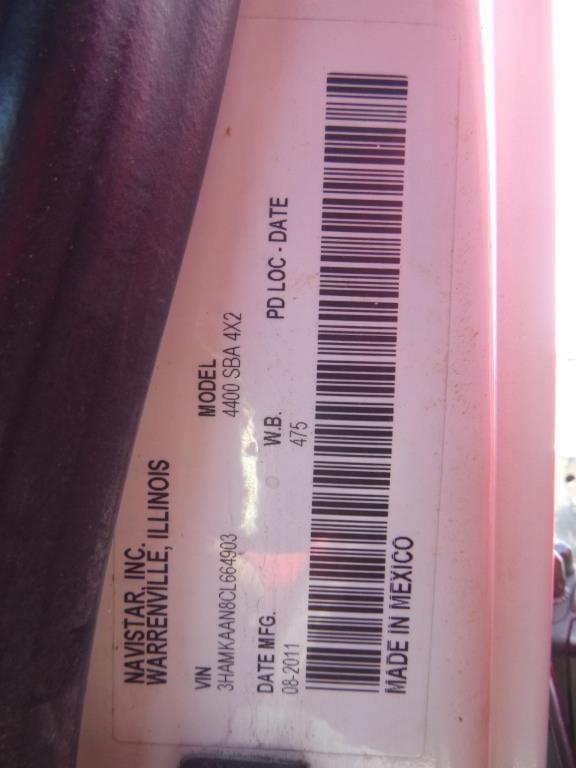 NAVISTAR, INC.
WARRENVILLE, ILLINOIS
VIN MODEL
3HAMKAAN8CL664903 4400 SBA 4X2
DATE MFG. W.B. PD LOC - DATE
08-2011 475
MADE IN MEXICO